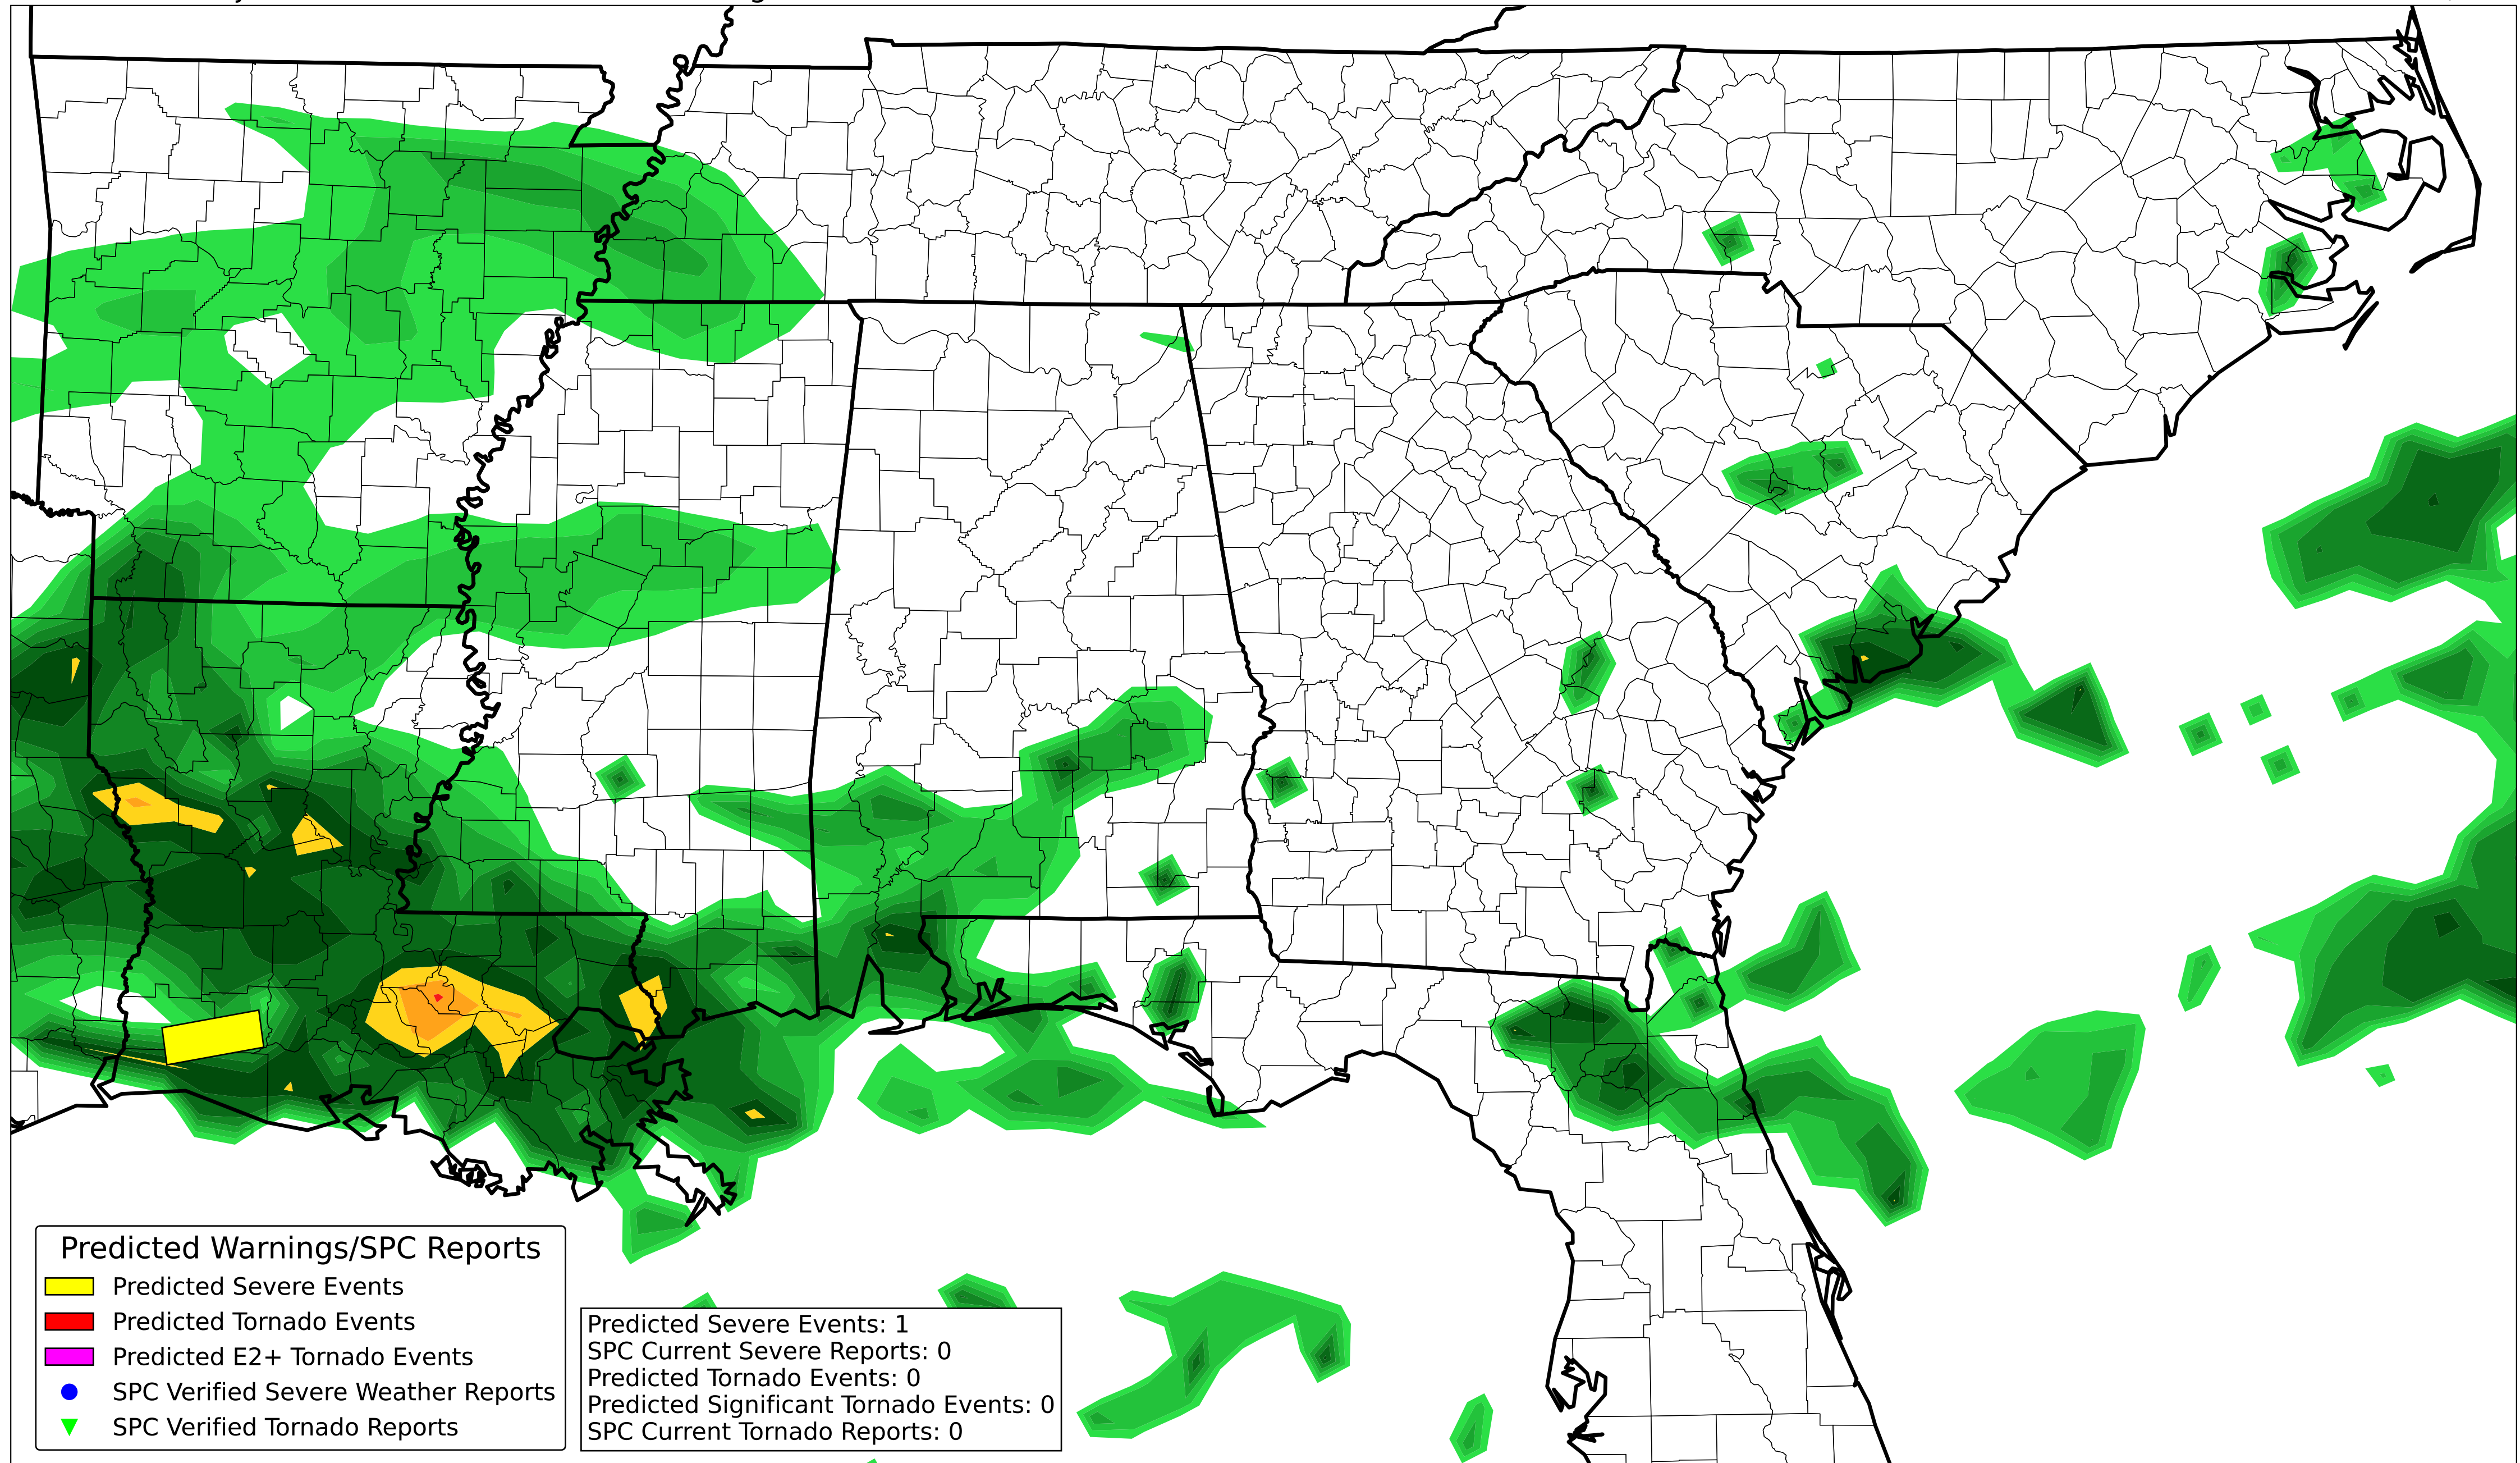 Predicted Warnings/SPC Reports
Predicted Severe Events
Predicted Tornado Events
Predicted E2+ Tornado Events
SPC Verified Severe Weather Reports
SPC Verified Tornado Reports
Predicted Severe Events: 1
SPC Current Severe Reports: 0
Predicted Tornado Events: 0
Predicted Significant Tornado Events: 0
SPC Current Tornado Reports: 0